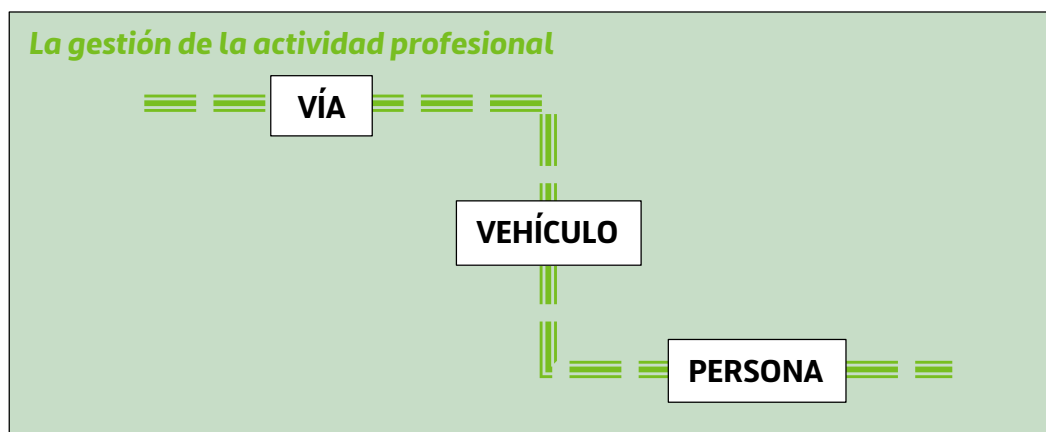 La gestión de la actividad profesional
VÍA
VEHÍCULO
PERSONA